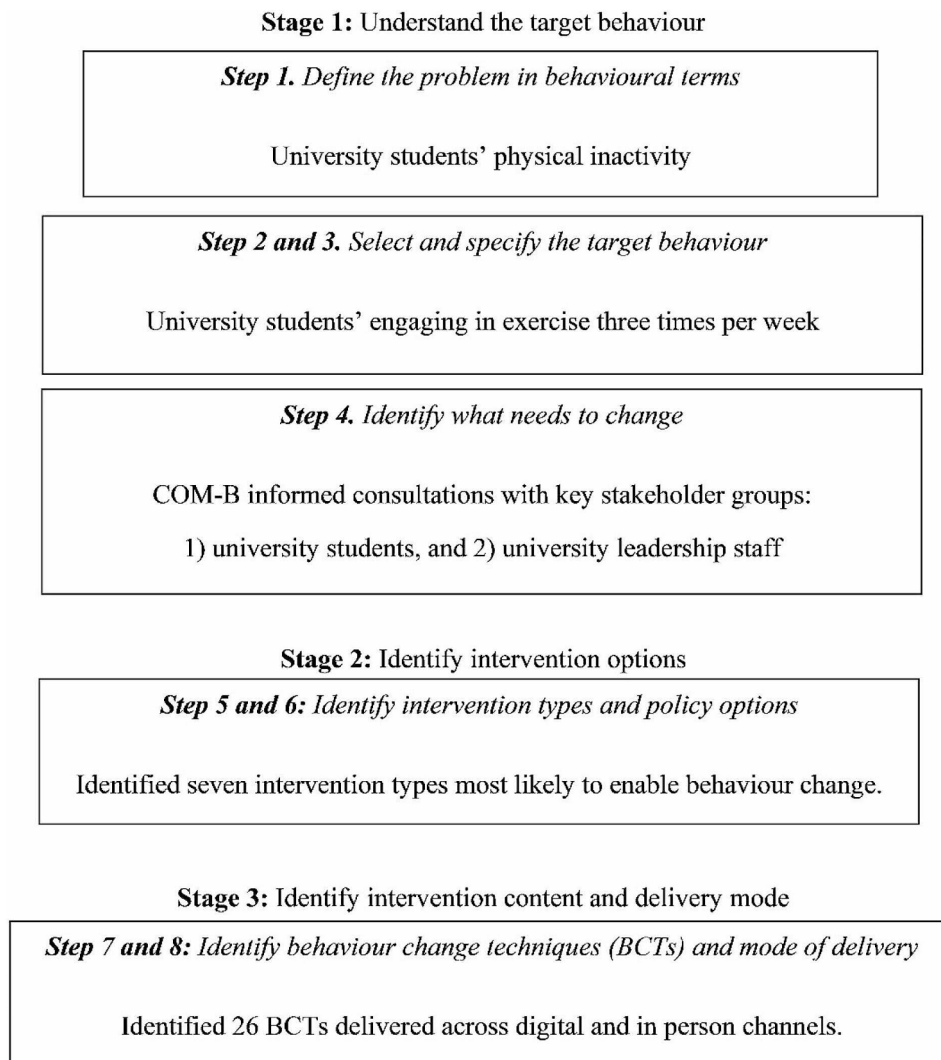 Stage 1: Understand the target behaviour
Step 1. Define the problem in behavioural terms
University students’ physical inactivity
Step 2 and 3. Select and specify the target behaviour
University students’ engaging in exercise three times per week
Step 4. Identify what needs to change
COM-B informed consultations with key stakeholder groups:
1) university students, and 2) university leadership staff
Stage 2: Identify intervention options
Step 5 and 6: Identify intervention types and policy options
Identified seven intervention types most likely to enable behaviour change.
Stage 3: Identify intervention content and delivery mode
Step 7 and 8: Identify behaviour change techniques (BCTs) and mode of delivery
Identified 26 BCTs delivered across digital and in person channels.